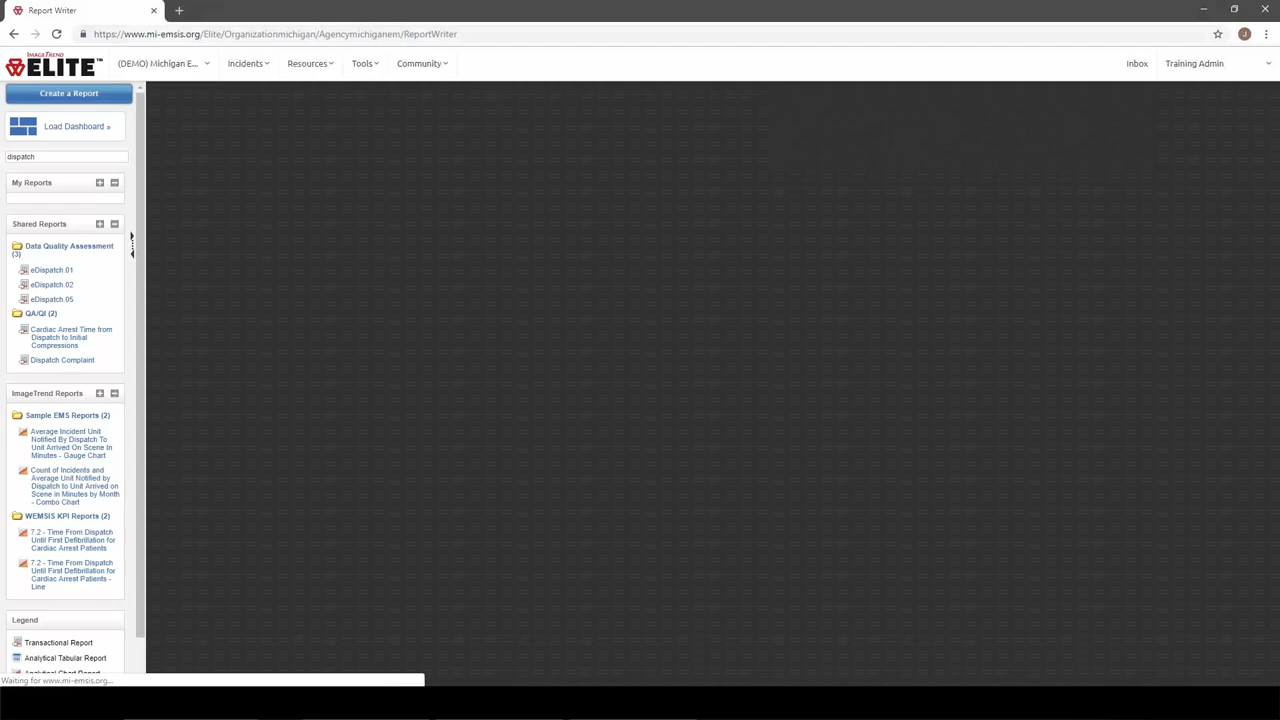 Report Writer
https://www.mi-emsis.org/Elite/Organizationmichigan/Agencymichiganem/ReportWriter
J
IMAGETREND
ELITE™
(DEMO) Michigan E...
Incidents
Resources
Tools
Community
Inbox
Training Admin
Create a Report
Load Dashboard »
dispatch
My Reports
Shared Reports
Data Quality Assessment
(3)
eDispatch.01
eDispatch.02
eDispatch.05
QA/QI (2)
Cardiac Arrest Time from
Dispatch to Initial
Compressions
Dispatch Complaint
ImageTrend Reports
Sample EMS Reports (2)
Average Incident Unit
Notified By Dispatch To
Unit Arrived On Scene In
Minutes - Gauge Chart
Count of Incidents and
Average Unit Notified by
Dispatch to Unit Arrived on
Scene in Minutes by Month
- Combo Chart
WEMSIS KPI Reports (2)
7.2 - Time From Dispatch
Until First Defibrillation for
Cardiac Arrest Patients
7.2 - Time From Dispatch
Until First Defibrillation for
Cardiac Arrest Patients -
Line
Legend
Transactional Report
Analytical Tabular Report
Analytical Chart Report
Waiting for www.mi-emsis.org...